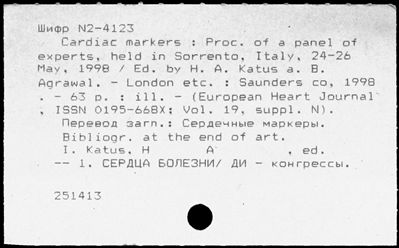 Шифр N2-4123
Cardiac markers : Proc. of a panel of
experts, held in Sorrento, Italy, 24-26
May, 1998 / Ed. by H. A. Katus a. B.
Agrawal. - London etc. : Saunders co, 1998
. - 63 p. : ill. - (European Heart Journal
, ISSN 0195-668X; Vol. 19, suppl. N).
Перевод загл.: Сердечные маркеры.
Bibliogr. at the end of art.
I. Katus, H A , ed.
-- 1. СЕРДЦА БОЛЕЗНИ/ ДИ - конгрессы.
251413